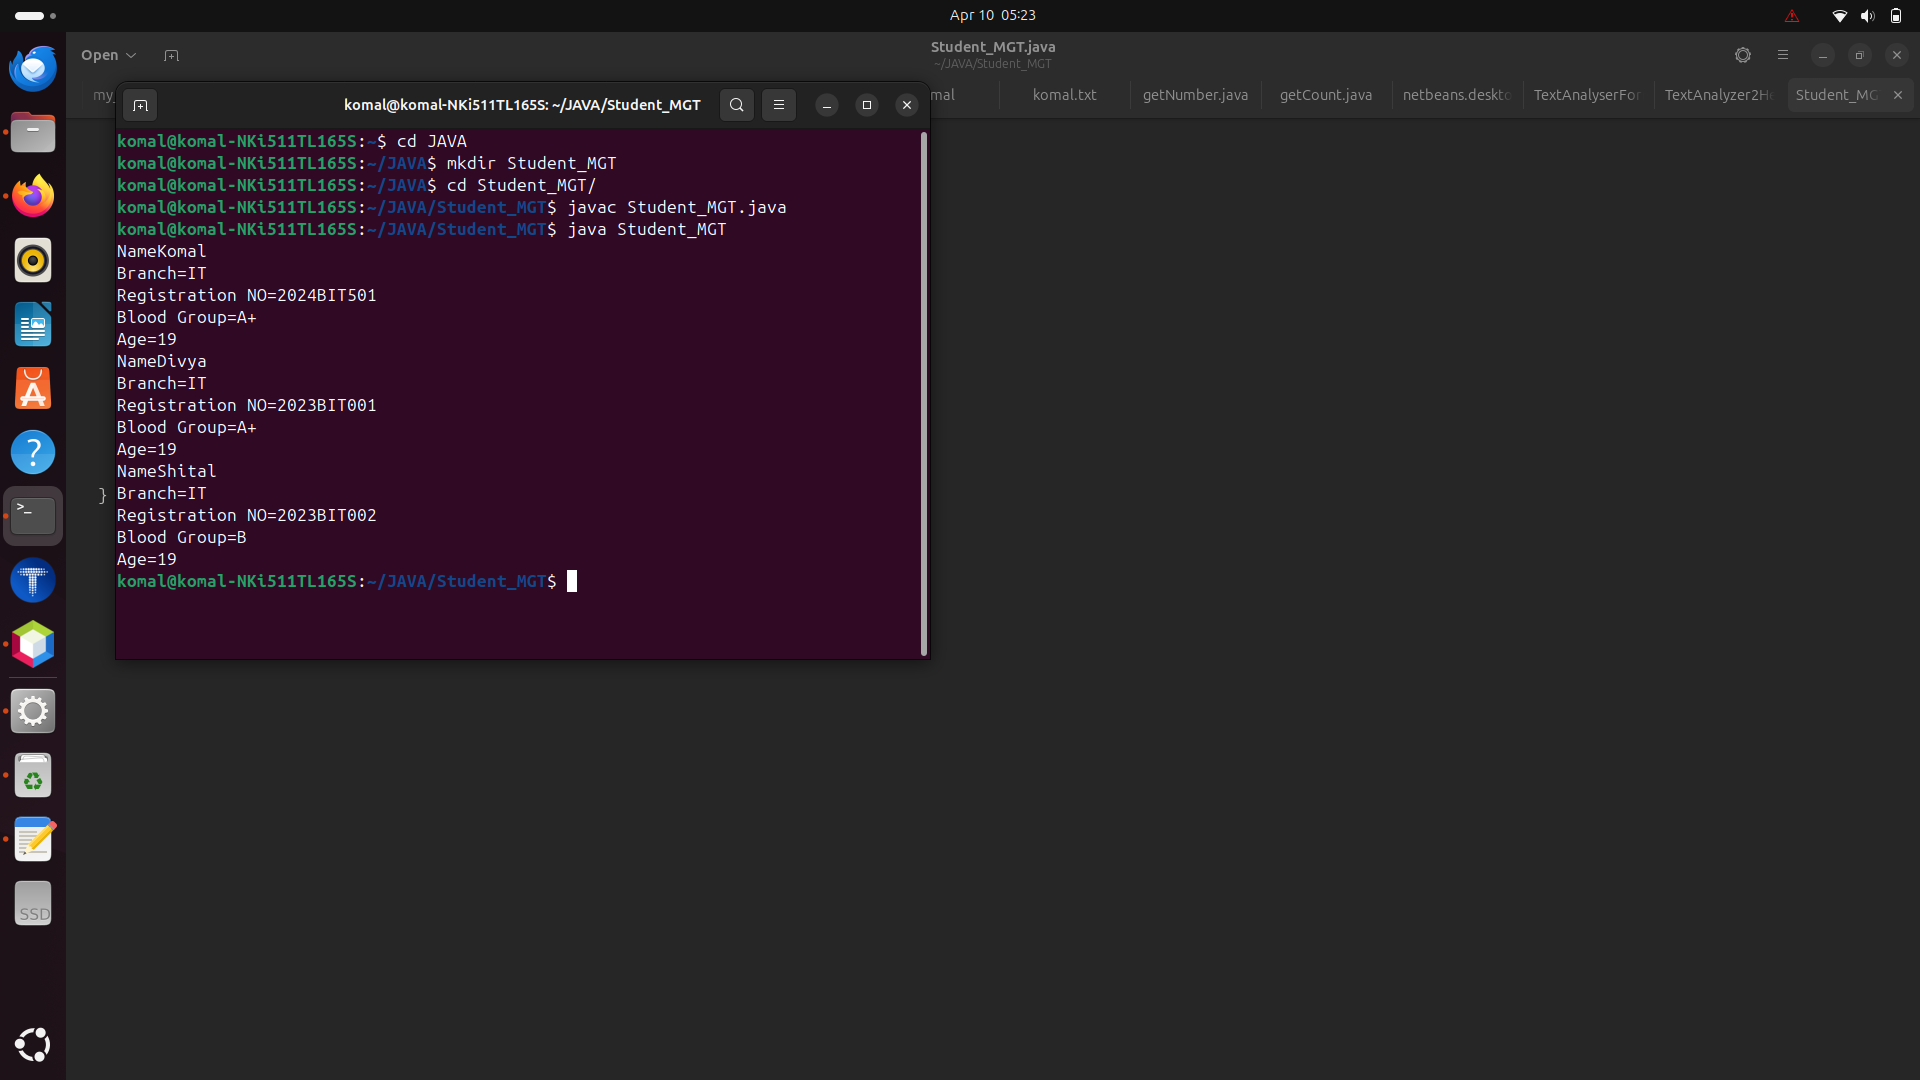 Apr 10 05:23
Open
Student_MGT.java
~/JAVA/Student_MGT
my_
mal
komal.txt
getNumber.java
getCount.java
netbeans.deskto
TextAnalyserFor
TextAnalyzer2He
Student_MG
komal@komal-NKi511TL165S: ~/JAVA/Student_MGT
komal@komal-NKi511TL165S:~$ cd JAVA
komal@komal-NKi511TL165S:~/JAVA$ mkdir Student_MGT
komal@komal-NKi511TL165S:~/JAVA$ cd Student_MGT/
komal@komal-NKi511TL165S:~/JAVA/Student_MGT$ javac Student_MGT.java
komal@komal-NKi511TL165S:~/JAVA/Student_MGT$ java Student_MGT
NameKomal
Branch=IT
Registration NO=2024BIT501
Blood Group=A+
Age=19
NameDivya
Branch=IT
Registration NO=2023BIT001
Blood Group=A+
Age=19
NameShital
}
Branch=IT
Registration NO=2023BIT002
Blood Group=B
Age=19
komal@komal-NKi511TL165S:~/JAVA/Student_MGT$
SSD